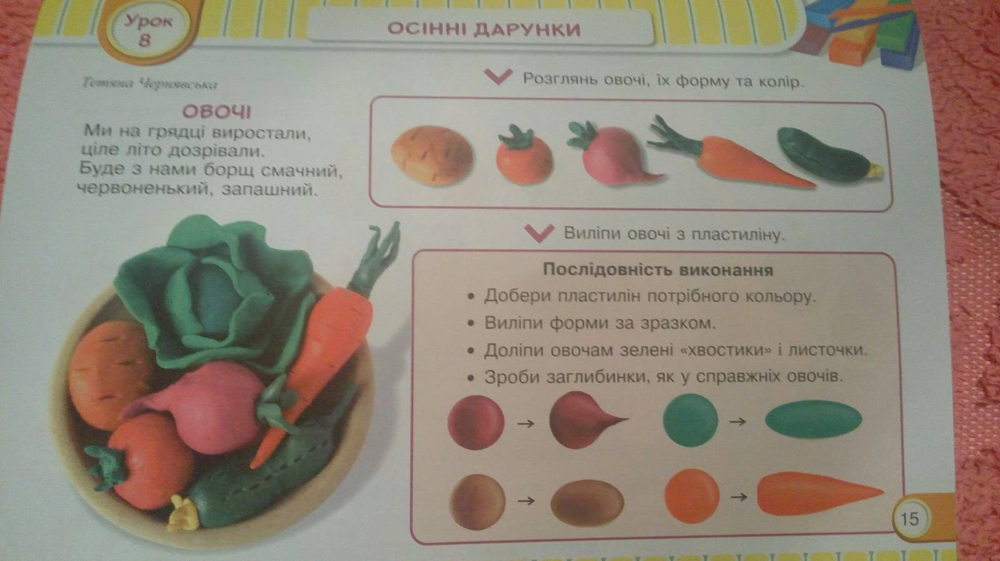 Урок
8
ОСІННІ ДАРУНКИ
Тетяна Чернявська
ОВОЧІ
Ми на грядці виростали,
ціле літо дозрівали.
Буде з нами борщ смачний,
червоненький, запашний.
Розглянь овочі, їх форму та колір.
Виліпи овочі з пластиліну.
Послідовність виконання
• Добери пластилін потрібного кольору.
• Виліпи форми за зразком.
• Доліпи овочам зелені «хвостики» і листочки.
• Зроби заглибинки, як у справжніх овочів.
15